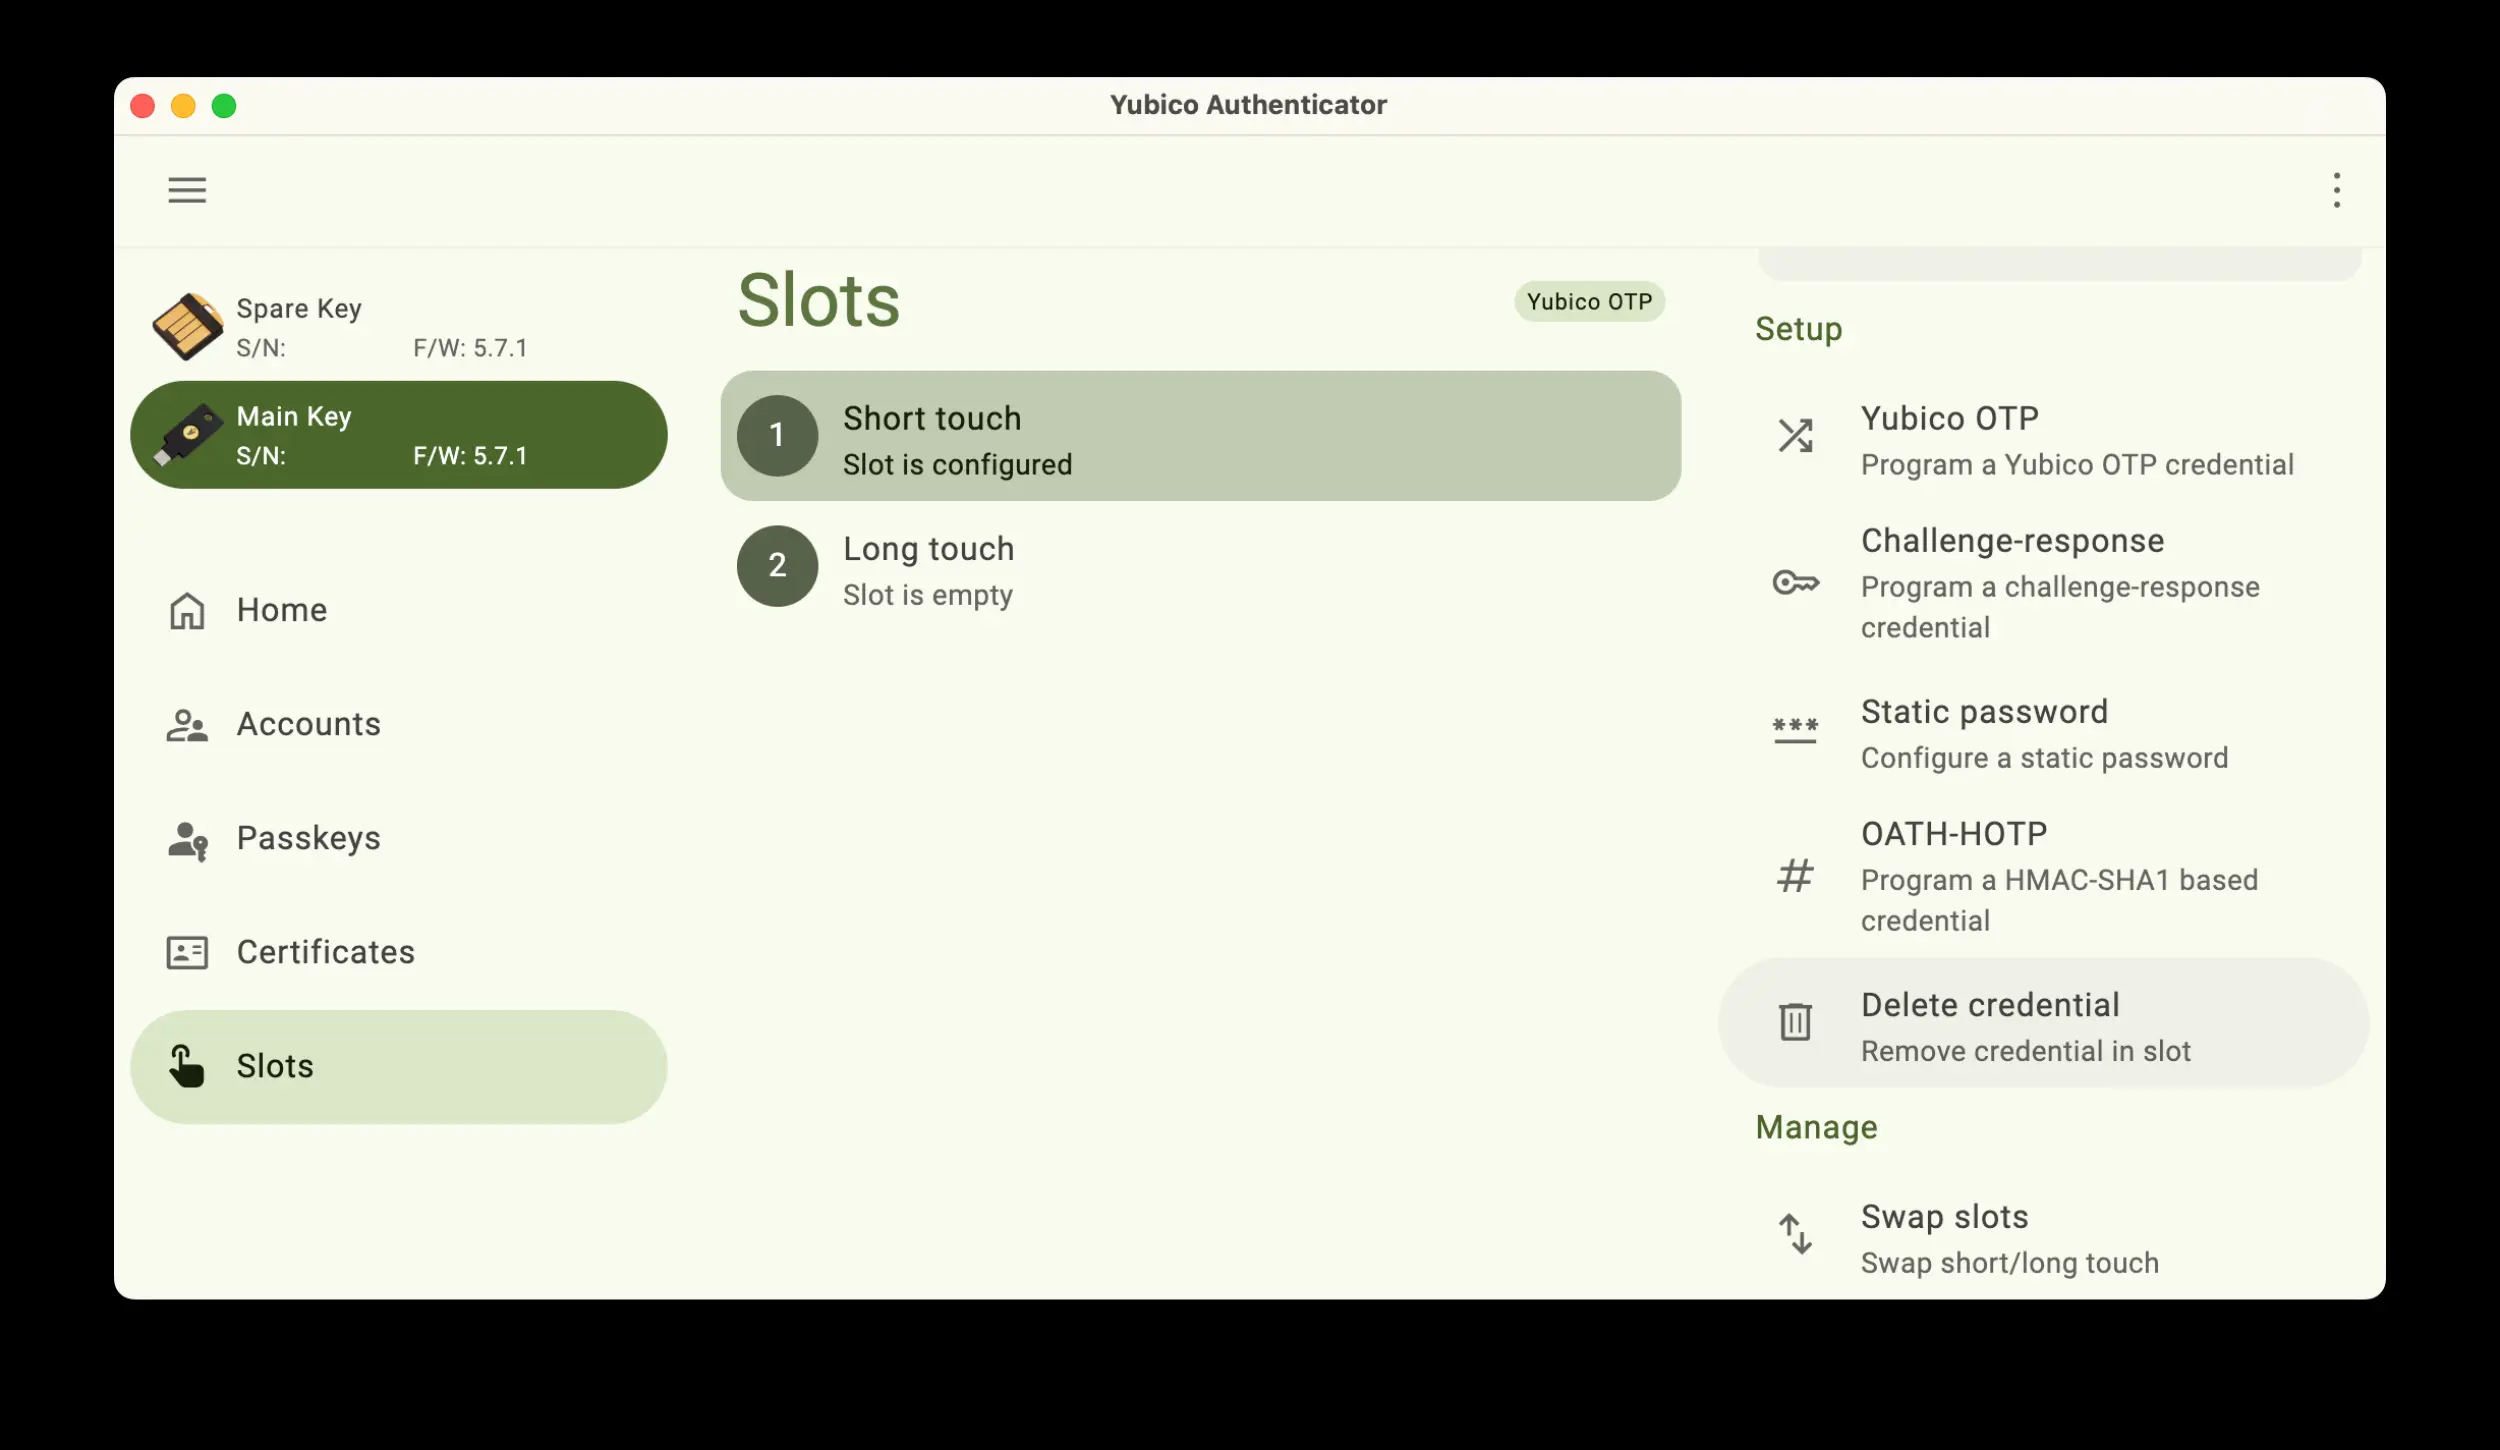 Yubico Authenticator
Spare Key
S/N: F/W: 5.7.1
Main Key
S/N: F/W: 5.7.1
Home
Accounts
Passkeys
Certificates
Slots
Slots
Yubico OTP
1
Short touch
Slot is configured
2
Long touch
Slot is empty
Setup
Yubico OTP
Program a Yubico OTP credential
Challenge-response
Program a challenge-response
credential
***
Static password
Configure a static password
#
OATH-HOTP
Program a HMAC-SHA1 based
credential
Delete credential
Remove credential in slot
Manage
Swap slots
Swap short/long touch